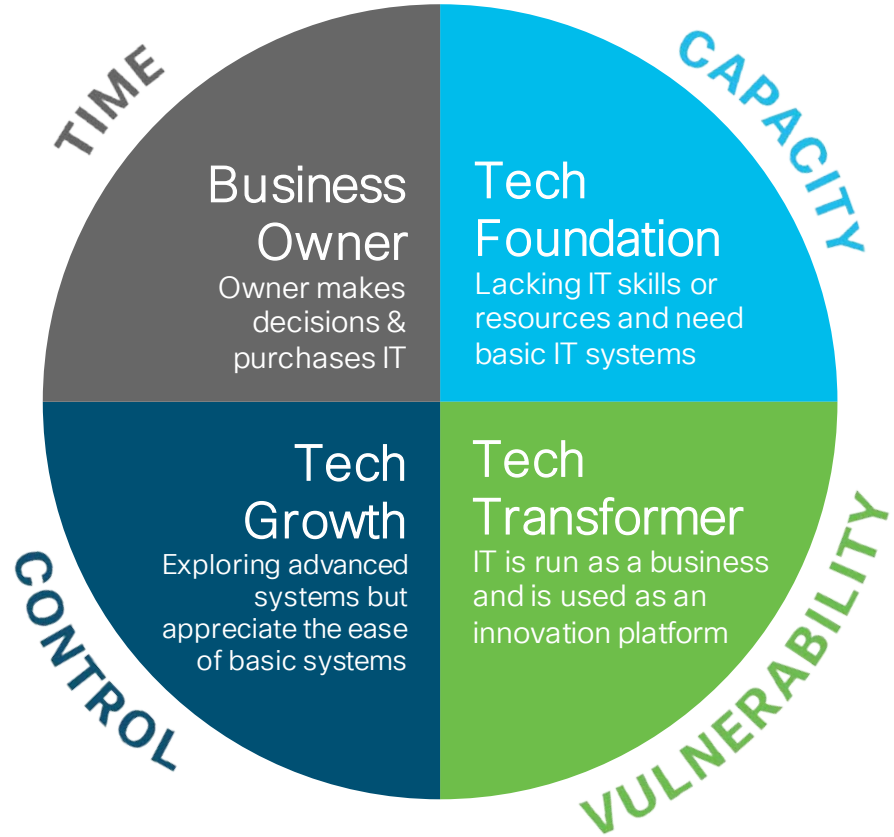 TIME
Business
Owner
Owner makes
decisions &
purchases IT
CAPACITY
Tech
Foundation
Lacking IT skills or
resources and need
basic IT systems
CONTROL
Tech
Growth
Exploring advanced
systems but
appreciate the ease
of basic systems
VULNERABILITY
Tech
Transformer
IT is run as a business
and is used as an
innovation platform